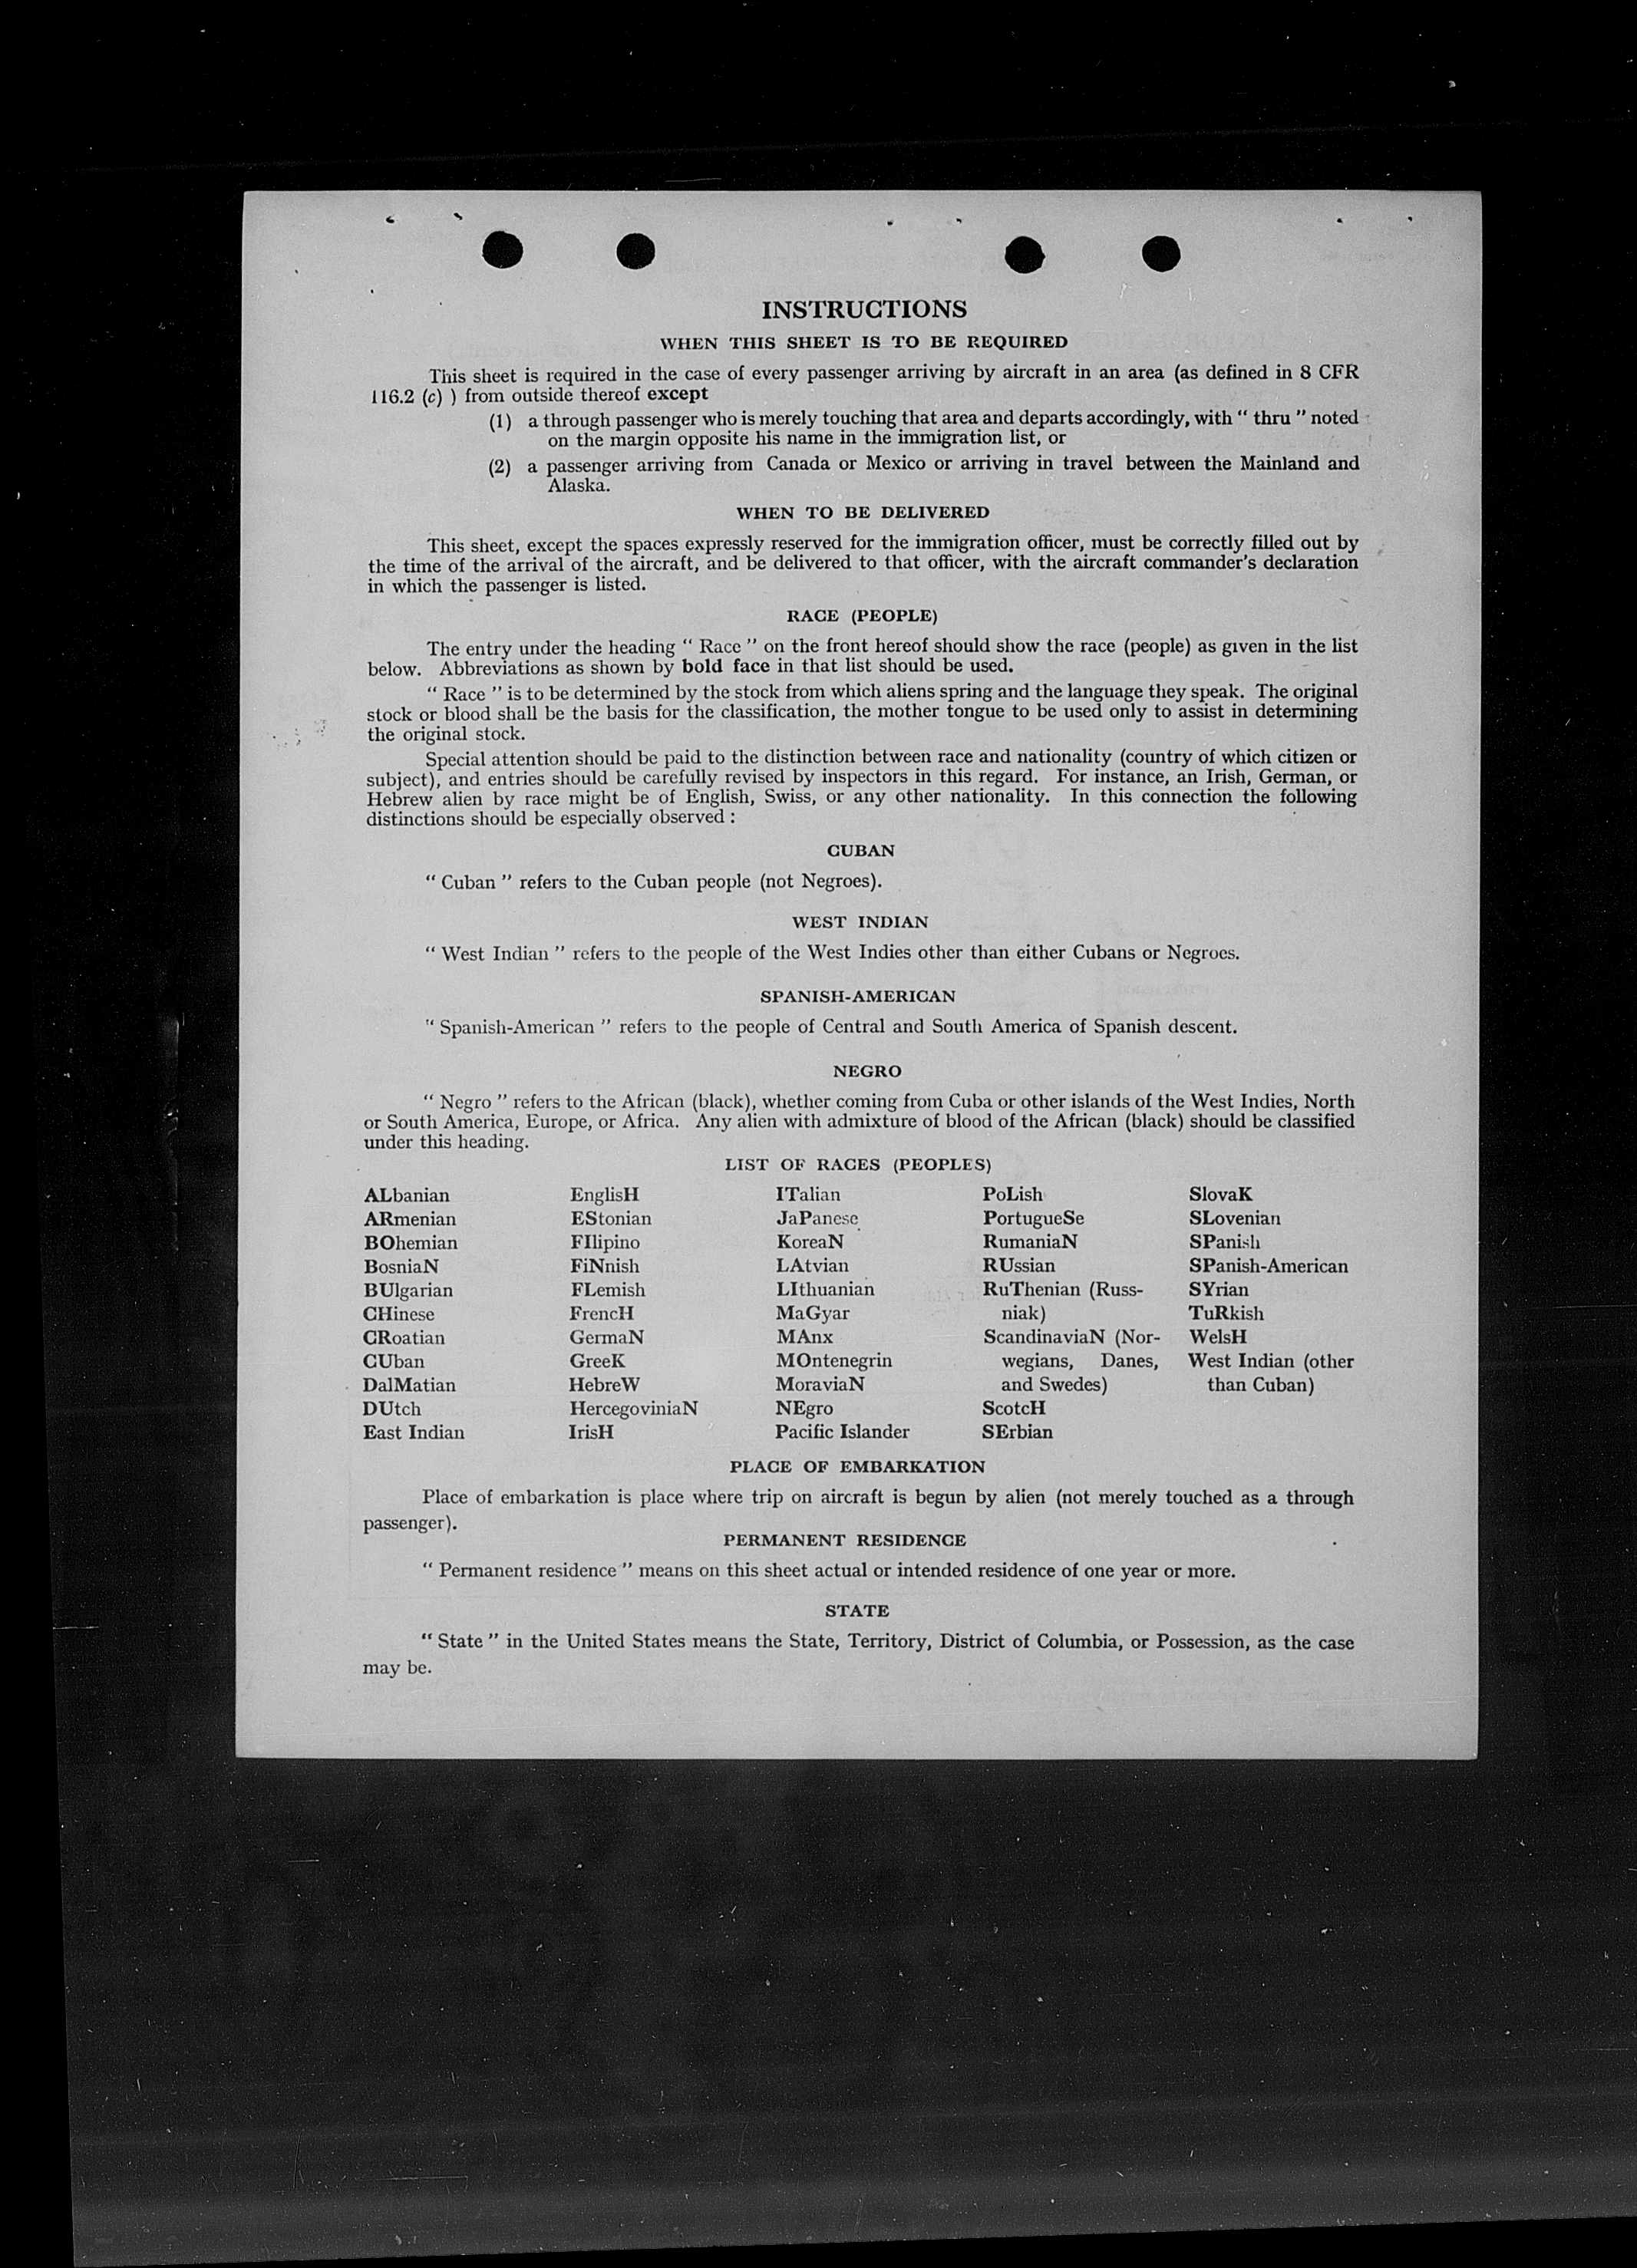 INSTRUCTIONS
WHEN THIS SHEET IS TO BE REQUIRED
This sheet is required in the case of every passenger arriving by aircraft in an area (as defined in 8 CFR
116.2 (c) ) from outside thereof except
(1) a through passenger who is merely touching that area and departs accordingly, with “ thru ” noted
on the margin opposite his name in the immigration list, or
(2) a passenger arriving from Canada or Mexico or arriving in travel between the Mainland and
Alaska.
WHEN TO BE DELIVERED
This sheet, except the spaces expressly reserved for the immigration officer, must be correctly filled out by
the time of the arrival of the aircraft, and be delivered to that officer, with the aircraft commander's declaration
in which the passenger is listed.
RACE (PEOPLE)
The entry under the heading “ Race ” on the front hereof should show the race (people) as given in the list
below. Abbreviations as shown by bold face in that list should be used.
“ Race ” is to be determined by the stock from which aliens spring and the language they speak. The original
stock or blood shall be the basis for the classification, the mother tongue to be used only to assist in determining
the original stock.
Special attention should be paid to the distinction between race and nationality (country of which citizen or
subject), and entries should be carefully revised by inspectors in this regard. For instance, an Irish, German, or
Hebrew alien by race might be of English, Swiss, or any other nationality. In this connection the following
distinctions should be especially observed :
CUBAN
“ Cuban ” refers to the Cuban people (not Negroes).
WEST INDIAN
“ West Indian ” refers to the people of the West Indies other than either Cubans or Negroes.
SPANISH-AMERICAN
“ Spanish-American ” refers to the people of Central and South America of Spanish descent.
NEGRO
“ Negro ” refers to the African (black), whether coming from Cuba or other islands of the West Indies, North
or South America, Europe, or Africa. Any alien with admixture of blood of the African (black) should be classified
under this heading.
LIST OF RACES (PEOPLES)
ALbanian EnglisH ITalian PoLish SlovaK
ARmenian EStonian JaPanese PortugueSe SLovenian
BOhemian FIlipino KoreaN RumaniaN SPanish
BosniaN FiNnish LAtvian RUssian SPanish-American
BUlgarian FLemish LIthuanian RuThenian (Russ- SYrian
CHinese FrencH MaGyar niak) TuRkish
CRoatian GermaN MAnx ScandinaviaN (Nor- WelsH
CUban GreeK MOntenegrin wegians, Danes, West Indian (other
DalMatian HebreW MoraviaN and Swedes) than Cuban)
DUtch HercegoviniaN NEgro ScotcH
East Indian IrisH Pacific Islander SErbian
PLACE OF EMBARKATION
Place of embarkation is place where trip on aircraft is begun by alien (not merely touched as a through
passenger).
PERMANENT RESIDENCE
“ Permanent residence ” means on this sheet actual or intended residence of one year or more.
STATE
“ State ” in the United States means the State, Territory, District of Columbia, or Possession, as the case
may be.